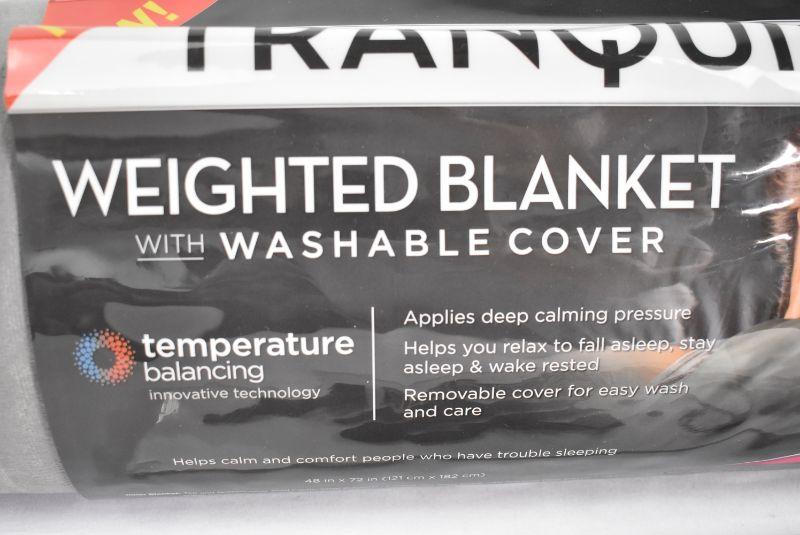 WEIGHTED BLANKET
WITH WASHABLE COVER
temperature
balancing
innovative technology
Applies deep calming pressure
Helps you relax to fall asleep, stay
asleep & wake rested
Removable cover for easy wash
and care
Helps calm and comfort people who have trouble sleeping
48 in x 72 in (121 cm x 182 cm)